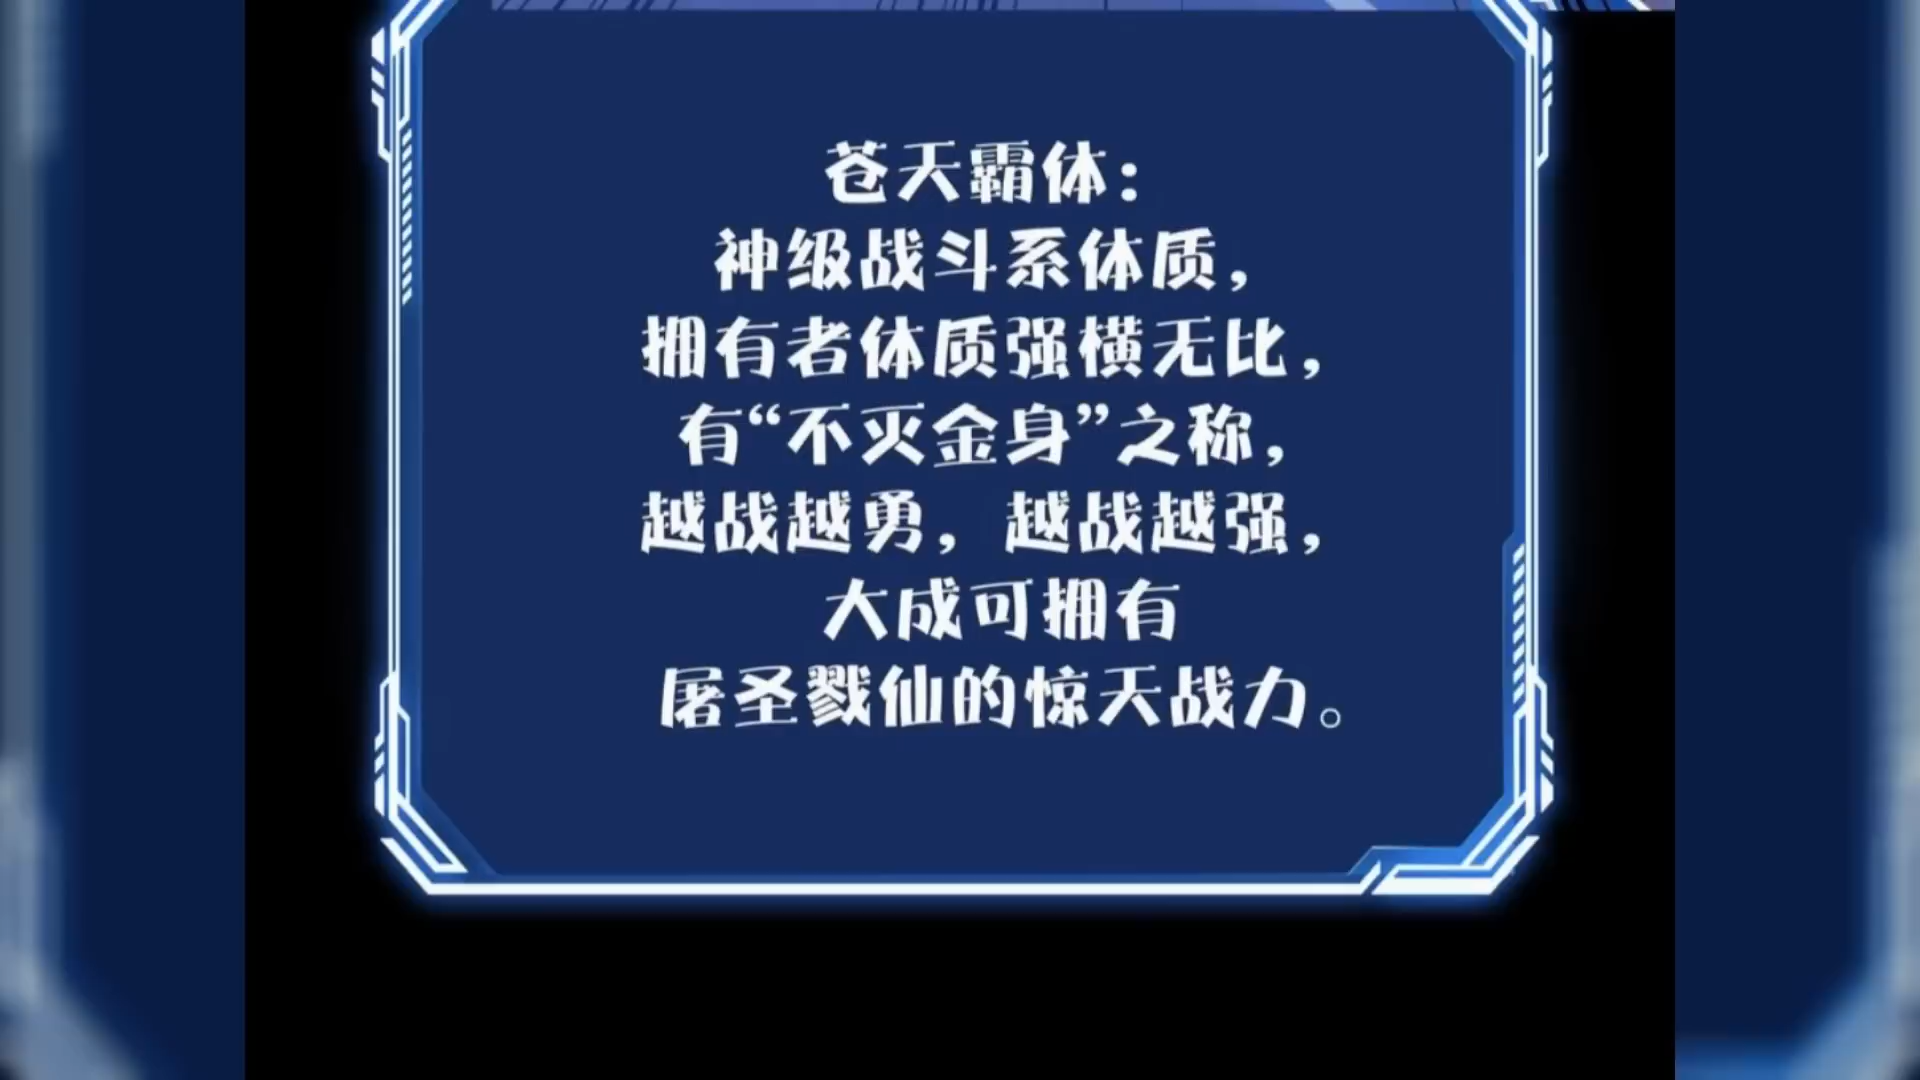 苍天霸体：
神级战斗系体质，
拥有者体质强横无比，
有“不灭金身”之称，
越战越勇，越战越强，
大成可拥有
屠圣戮仙的惊天战力。